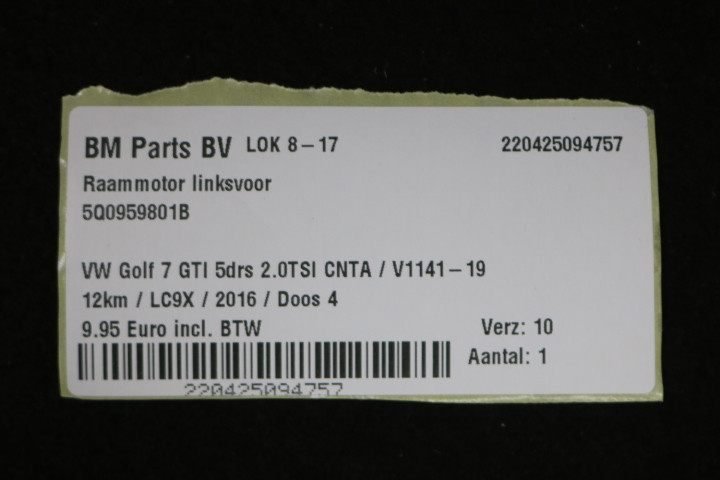 BM Parts BV LOK 8-17 220425094757
Raammotor linksvoor
5Q0959801B
VW Golf 7 GTI 5drs 2.0TSI CNTA / V1141-19
12km / LC9X / 2016 / Doos 4
9.95 Euro incl. BTW Verz: 10
Aantal: 1
220425094757